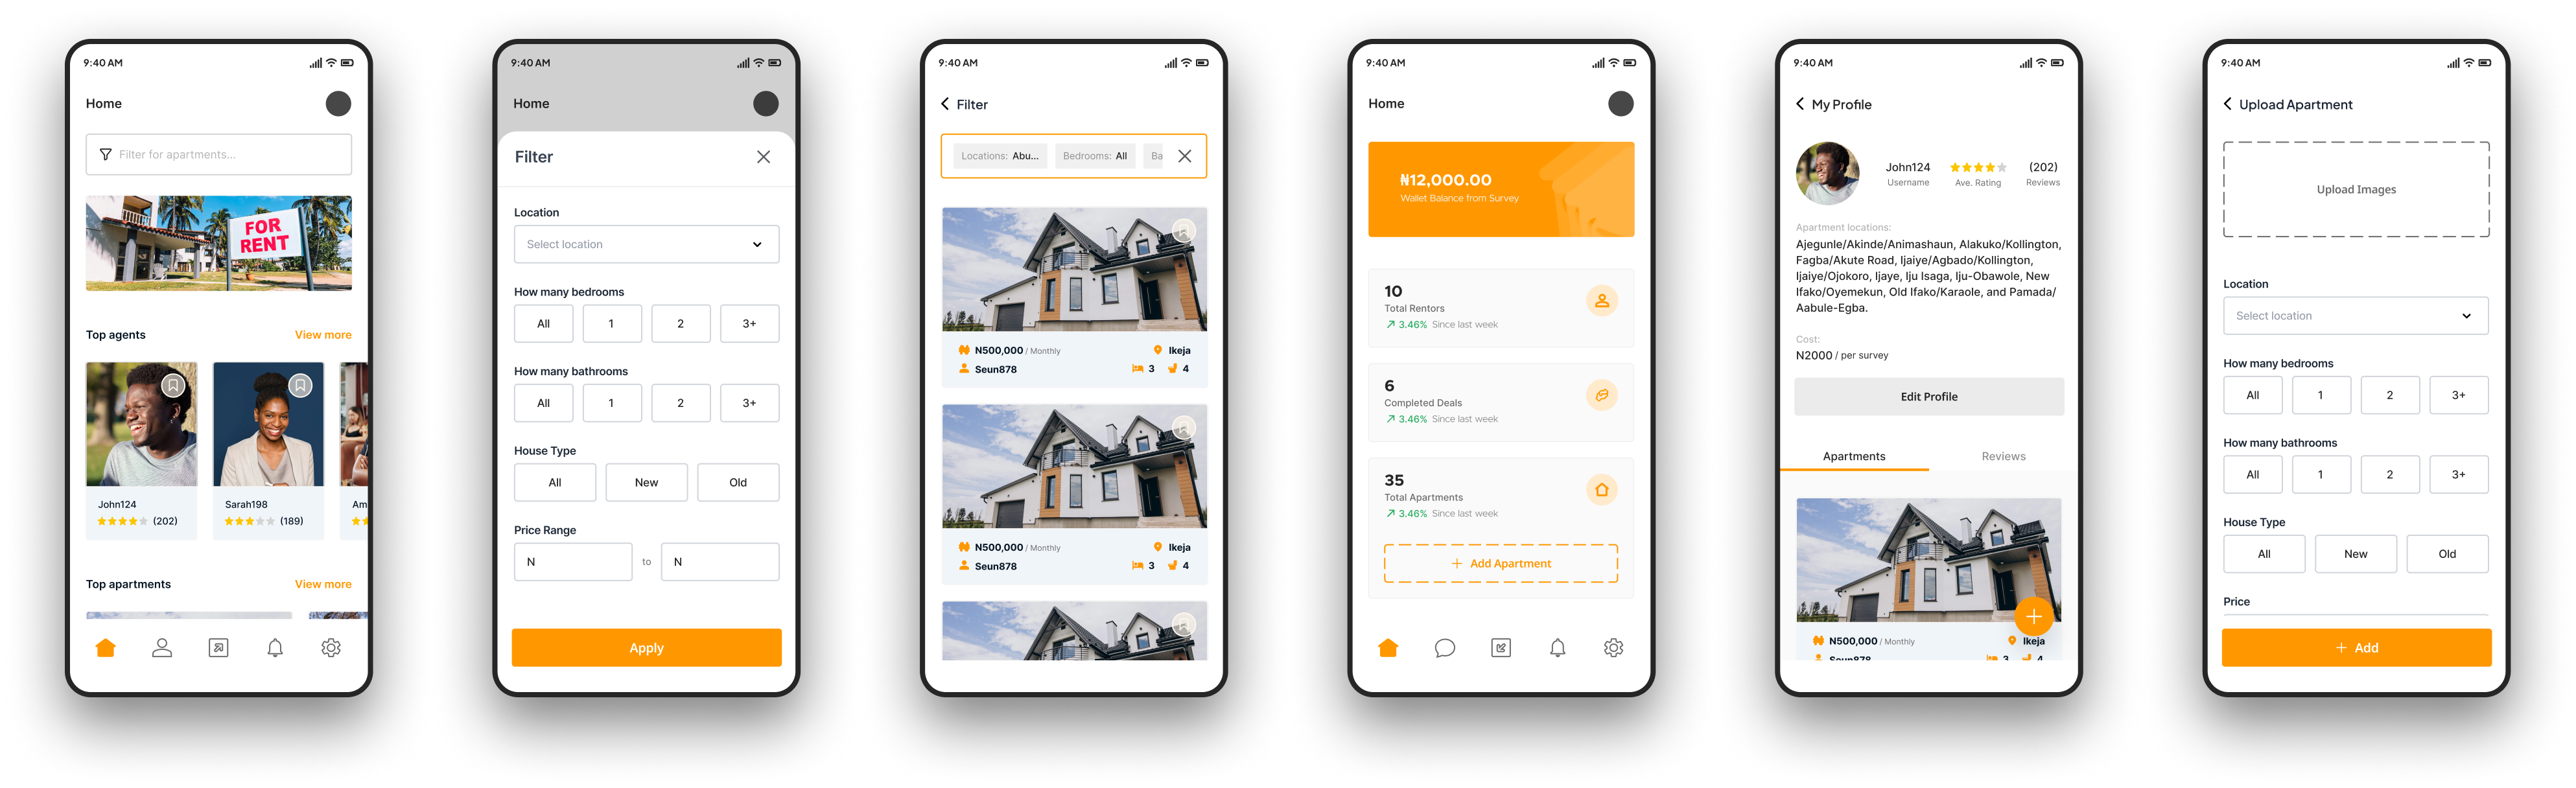 9:40 AM
Home
Filter for apartments...
FOR
RENT
Top agents View more
John124
(202)
Sarah198
(189)
Am
Top apartments View more
9:40 AM
Home
Filter
Location
Select location
How many bedrooms
All 1 2 3+
How many bathrooms
All 1 2 3+
House Type
All New Old
Price Range
N to N
Apply
9:40 AM
Filter
Locations: Abu... Bedrooms: All Ba
N500,000 / Monthly Ikeja
Seun878 3 4
N500,000 / Monthly Ikeja
Seun878 3 4
9:40 AM
Home
₦12,000.00
Wallet Balance from Survey
10
Total Rentors
3.46% Since last week
6
Completed Deals
3.46% Since last week
35
Total Apartments
3.46% Since last week
+ Add Apartment
9:40 AM
My Profile
John124 (202)
Username Ave. Rating Reviews
Apartment locations:
Ajegunle/Akinde/Animashaun, Alakuko/Kollington,
Fagba/Akute Road, Ijaiye/Agbado/Kollington,
Ijaiye/Ojokoro, Ijaye, Iju Isaga, Iju-Obawole, New
Ifako/Oyemekun, Old Ifako/Karaole, and Pamada/
Aabule-Egba.
Cost:
N2000 / per survey
Edit Profile
Apartments Reviews
+
N500,000 / Monthly Ikeja
Seun878 3 4
9:40 AM
Upload Apartment
Upload Images
Location
Select location
How many bedrooms
All 1 2 3+
How many bathrooms
All 1 2 3+
House Type
All New Old
Price
+ Add